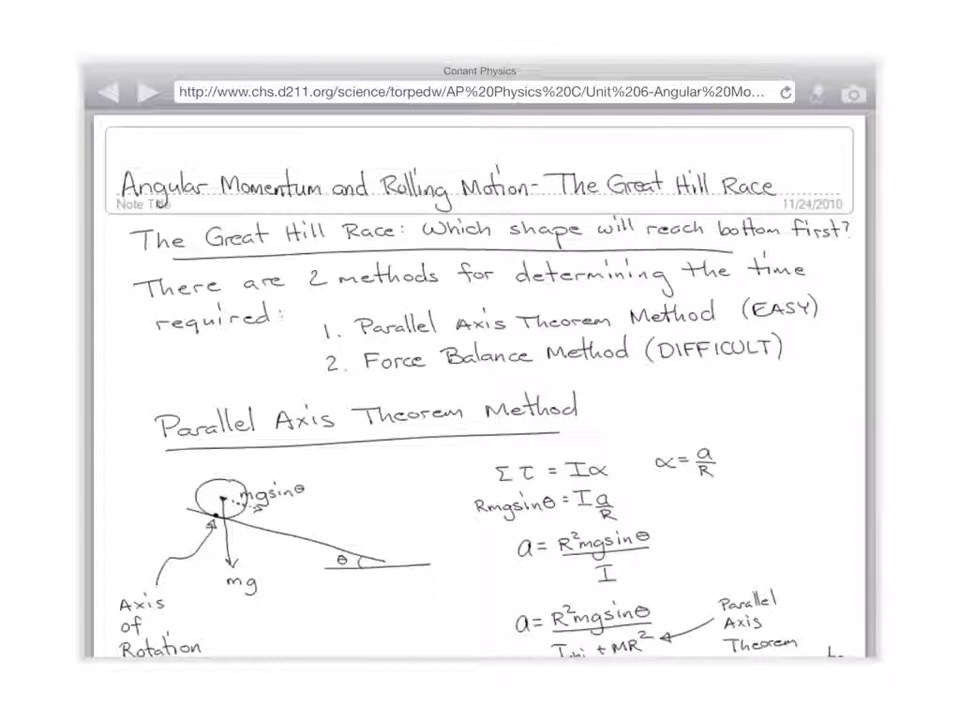 Conant Physics
http://www.chs.d211.org/science/torpedw/AP%20Physics%20C/Unit%206-Angular%20Mo...
Angular Momentum and Rolling Motion- The Great Hill Race
Note Title
11/24/2010
The Great Hill Race: Which shape will reach bottom first?
There are 2 methods for determining the time
required:
1. Parallel Axis Theorem Method (EASY)
2. Force Balance Method (DIFFICULT)
Parallel Axis Theorem Method
mgsinθ
θ
mg
Axis
of
Rotation
Στ = Iα
α = a/R
Rmgsinθ = I a/R
a = R²mgsinθ / I
a = R²mgsinθ / + MR²
Parallel
Axis
Theorem